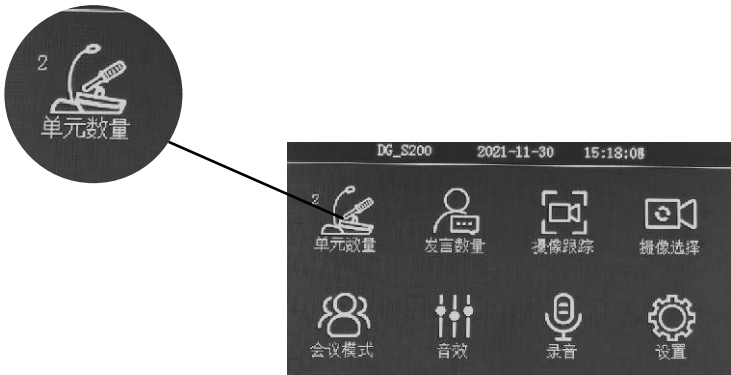 2
单元数量
DG_S200 2021-11-30 15:18:08
2
单元数量 发言数量 摄像跟踪 摄像选择
会议模式 音效 录音 设置